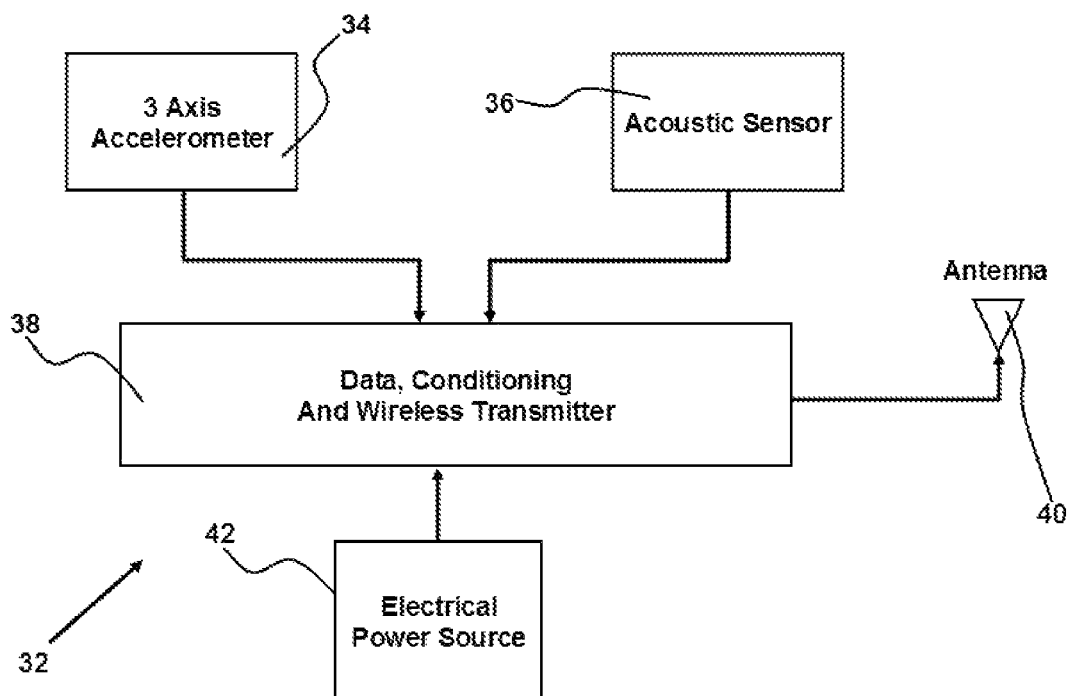 34
3 Axis
Accelerometer
36
Acoustic Sensor
Antenna
38
Data, Conditioning
And Wireless Transmitter
40
42
Electrical
Power Source
32